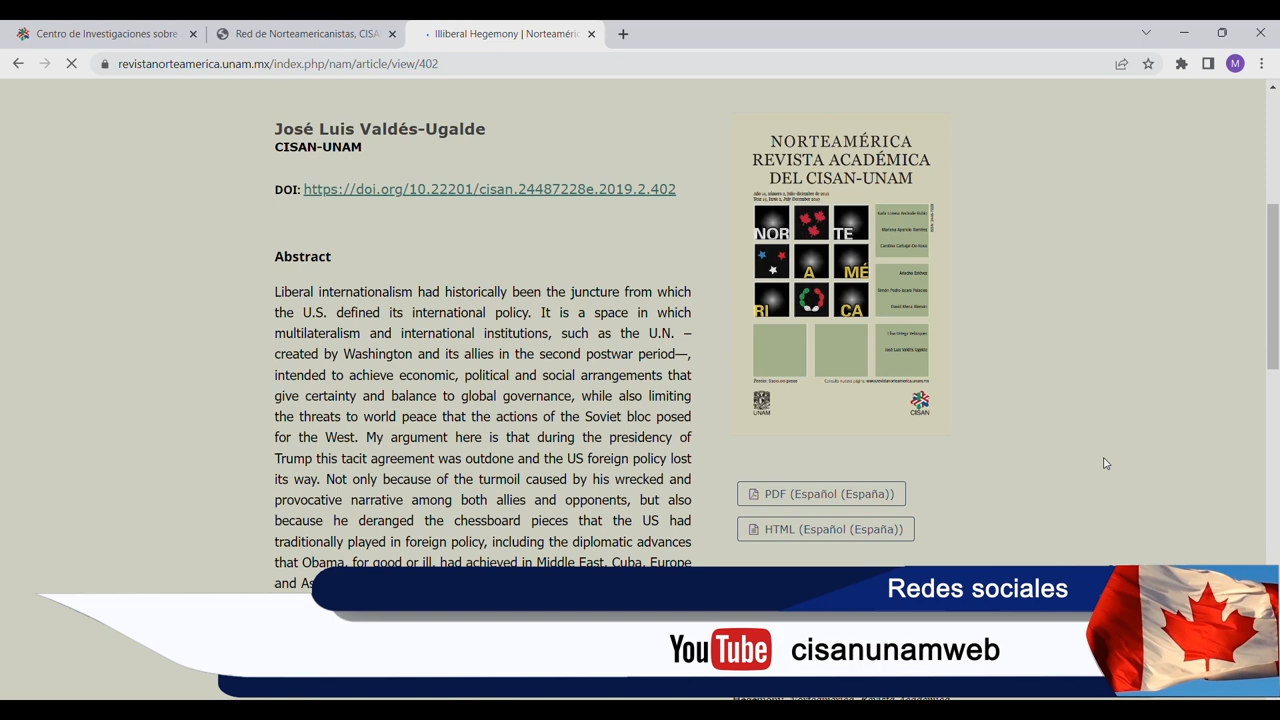 Centro de Investigaciones sobre
Red de Norteamericanistas, CISA
Illiberal Hegemony | Norteaméric
revistanorteamerica.unam.mx/index.php/nam/article/view/402
M
José Luis Valdés-Ugalde
CISAN-UNAM
DOI: https://doi.org/10.22201/cisan.24487228e.2019.2.402
Abstract
Liberal internationalism had historically been the juncture from which
the U.S. defined its international policy. It is a space in which
multilateralism and international institutions, such as the U.N. –
created by Washington and its allies in the second postwar period—,
intended to achieve economic, political and social arrangements that
give certainty and balance to global governance, while also limiting
the threats to world peace that the actions of the Soviet bloc posed
for the West. My argument here is that during the presidency of
Trump this tacit agreement was outdone and the US foreign policy lost
its way. Not only because of the turmoil caused by his wrecked and
provocative narrative among both allies and opponents, but also
because he deranged the chessboard pieces that the US had
traditionally played in foreign policy, including the diplomatic advances
that Obama, for good or ill, had achieved in Middle East, Cuba, Europe
and As
NORTEAMÉRICA
REVISTA ACADÉMICA
DEL CISAN-UNAM
NOR TE
A MÉ
RI CA
UNAM
CISAN
PDF (Español (España))
HTML (Español (España))
Redes sociales
YouTube cisanunamweb